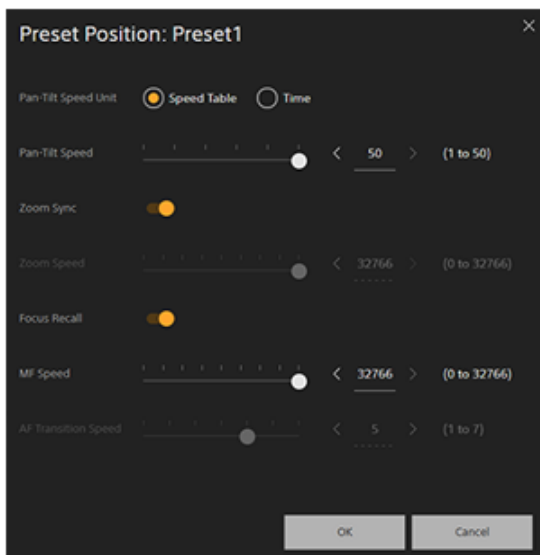 Preset Position: Preset1
Pan-Tilt Speed Unit Speed Table Time
Pan-Tilt Speed 50 (1 to 50)
Zoom Sync
Zoom Speed 32766 (0 to 32766)
Focus Recall
MF Speed 32766 (0 to 32766)
AF Transition Speed 5 (1 to 7)
OK Cancel